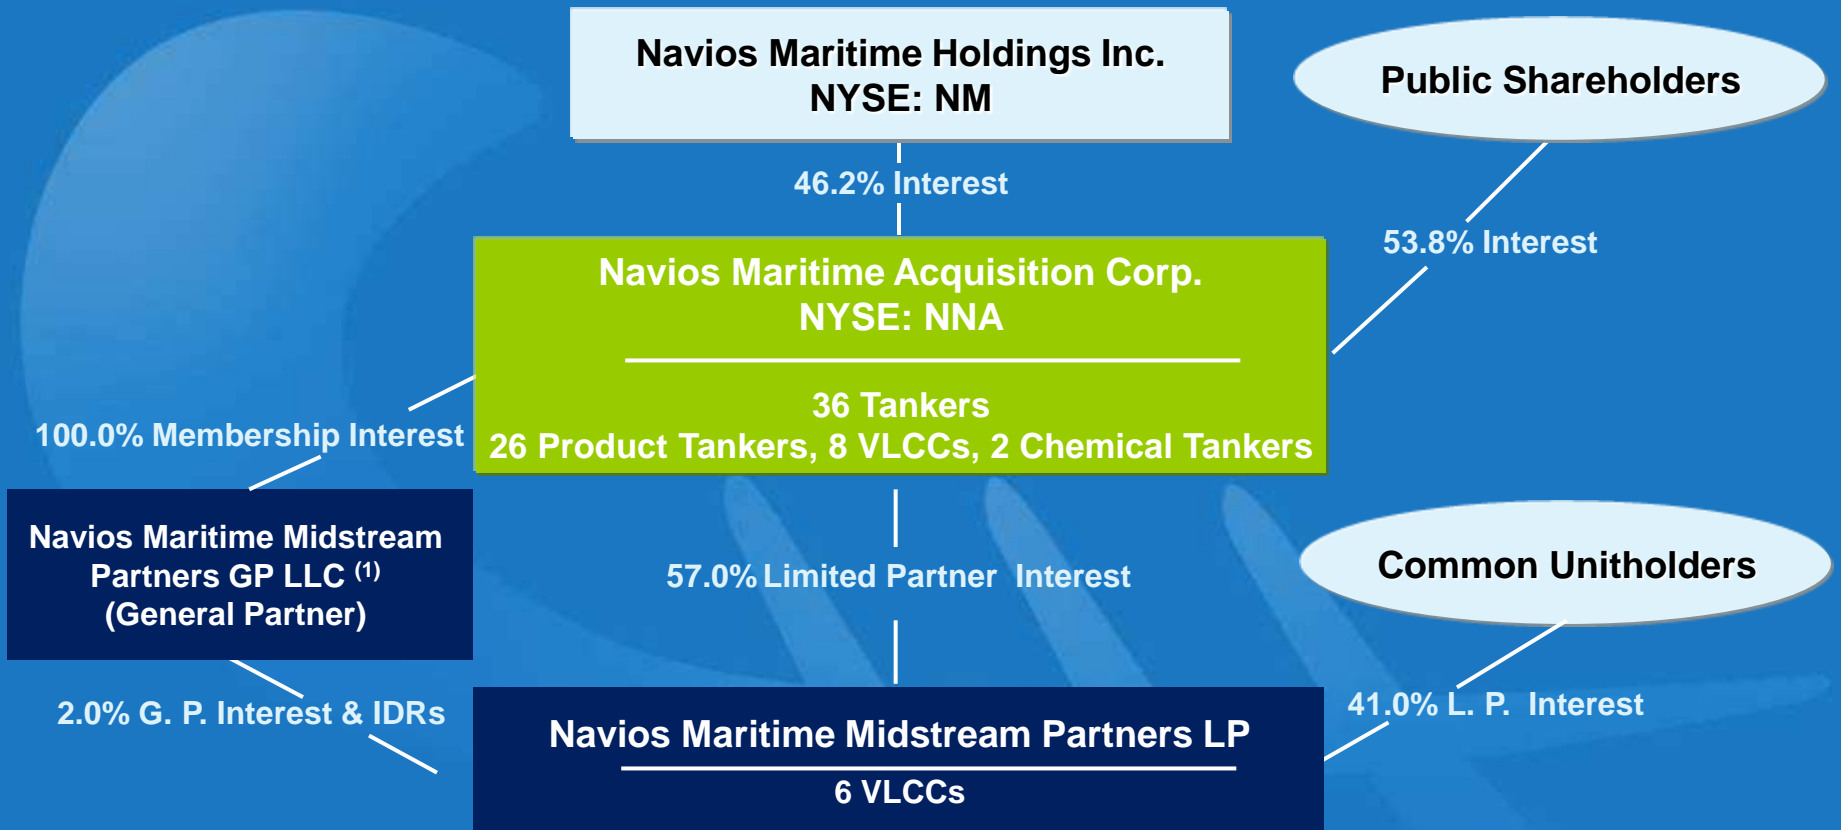 Navios Maritime Holdings Inc.
NYSE: NM
Public Shareholders
46.2% Interest
53.8% Interest
Navios Maritime Acquisition Corp.
NYSE: NNA
36 Tankers
26 Product Tankers, 8 VLCCs, 2 Chemical Tankers
100.0% Membership Interest
Navios Maritime Midstream
Partners GP LLC (1)
(General Partner)
57.0% Limited Partner Interest
Common Unitholders
2.0% G. P. Interest & IDRs
41.0% L. P. Interest
Navios Maritime Midstream Partners LP
6 VLCCs